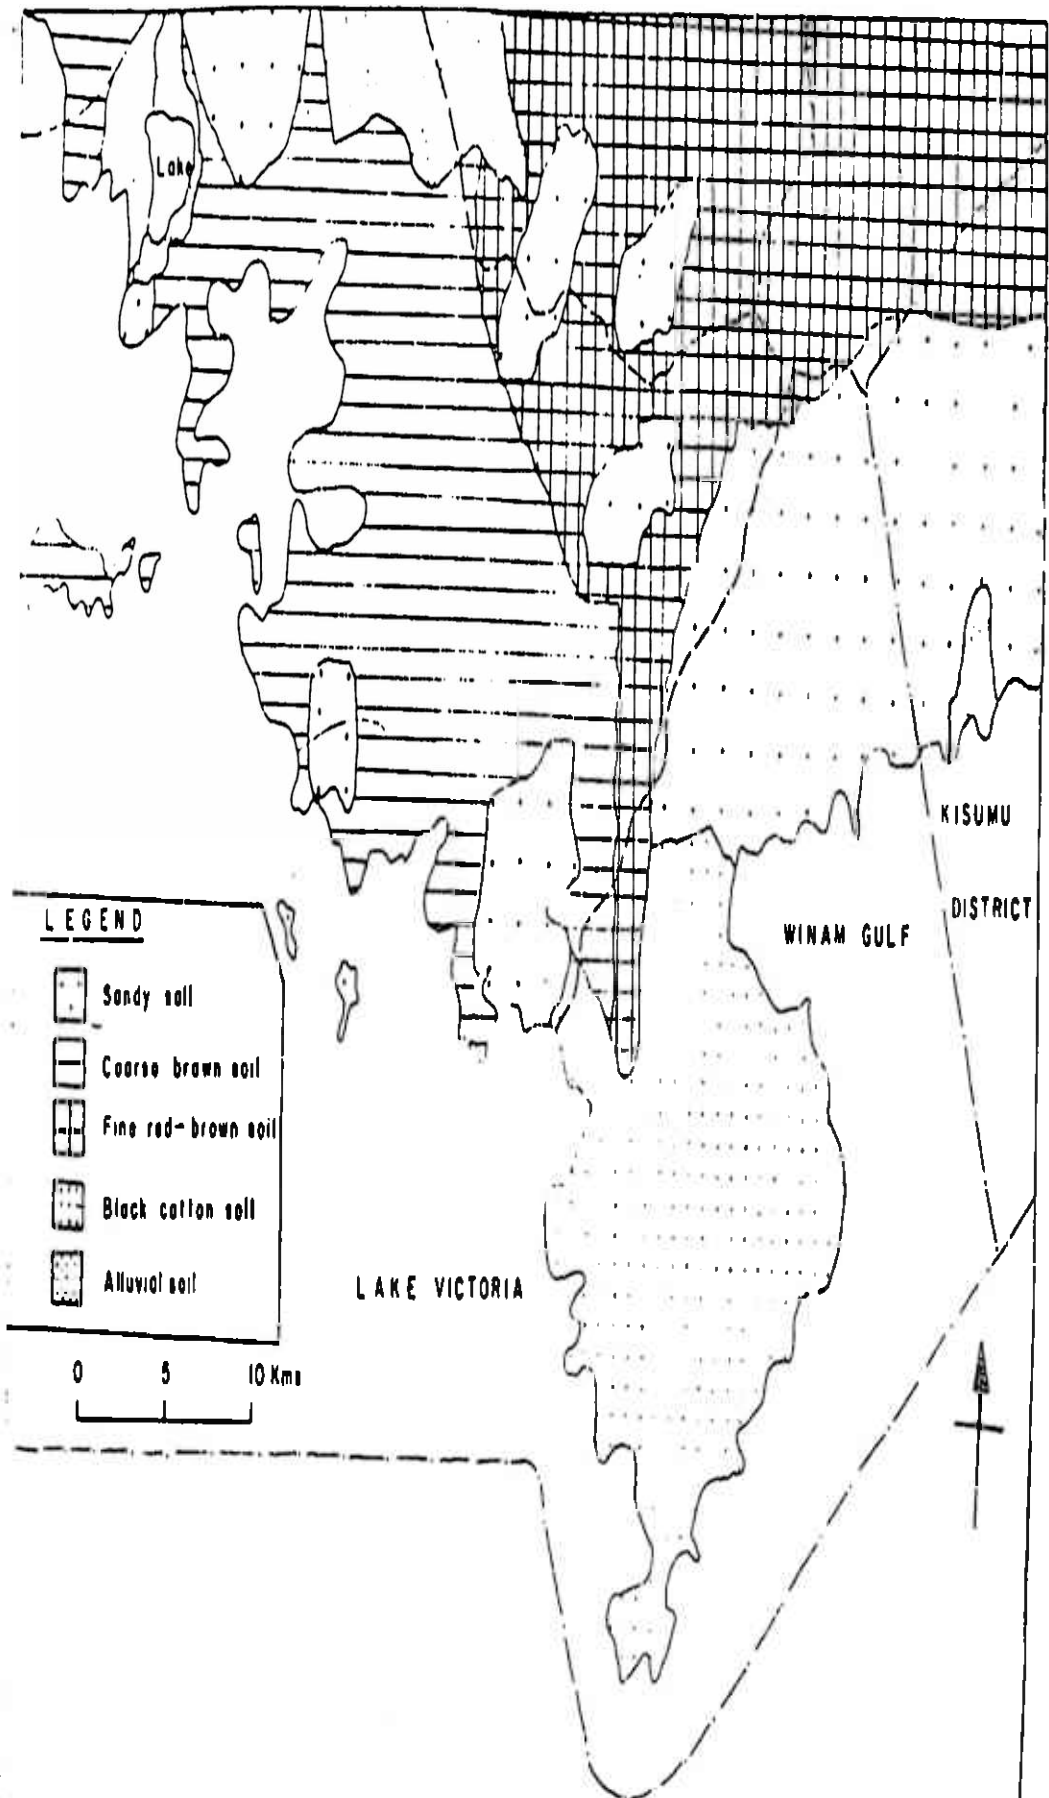 Lake
KISUMU
DISTRICT
WINAM GULF
LEGEND
Sandy soil
Coarse brown soil
Fine red-brown soil
Black cotton soil
Alluvial soil
LAKE VICTORIA
0 5 10 Kms